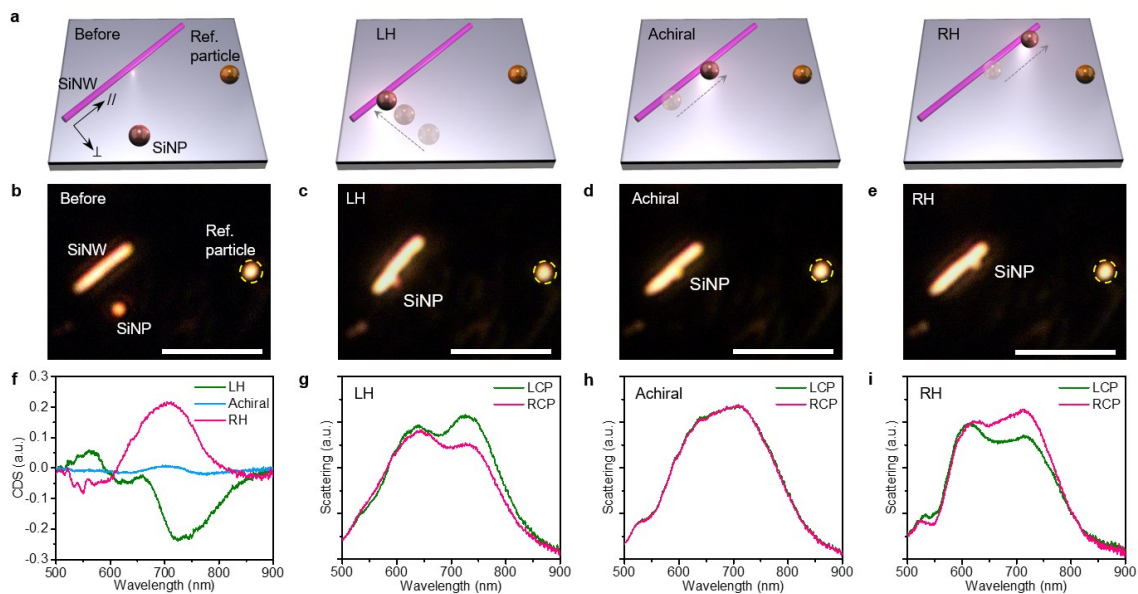 a
Before
Ref.
particle
SiNW
//
⊥
SiNP
LH
Achiral
RH
b
Before
SiNW
Ref.
particle
SiNP
c
LH
SiNP
d
Achiral
SiNP
e
RH
SiNP
f
0.3
0.2
0.1
0.0
-0.1
-0.2
-0.3
CDS (a.u.)
LH
Achiral
RH
500 600 700 800 900
Wavelength (nm)
g
LH
LCP
RCP
Scattering (a.u.)
500 600 700 800 900
Wavelength (nm)
h
Achiral
LCP
RCP
Scattering (a.u.)
500 600 700 800 900
Wavelength (nm)
i
RH
LCP
RCP
Scattering (a.u.)
500 600 700 800 900
Wavelength (nm)